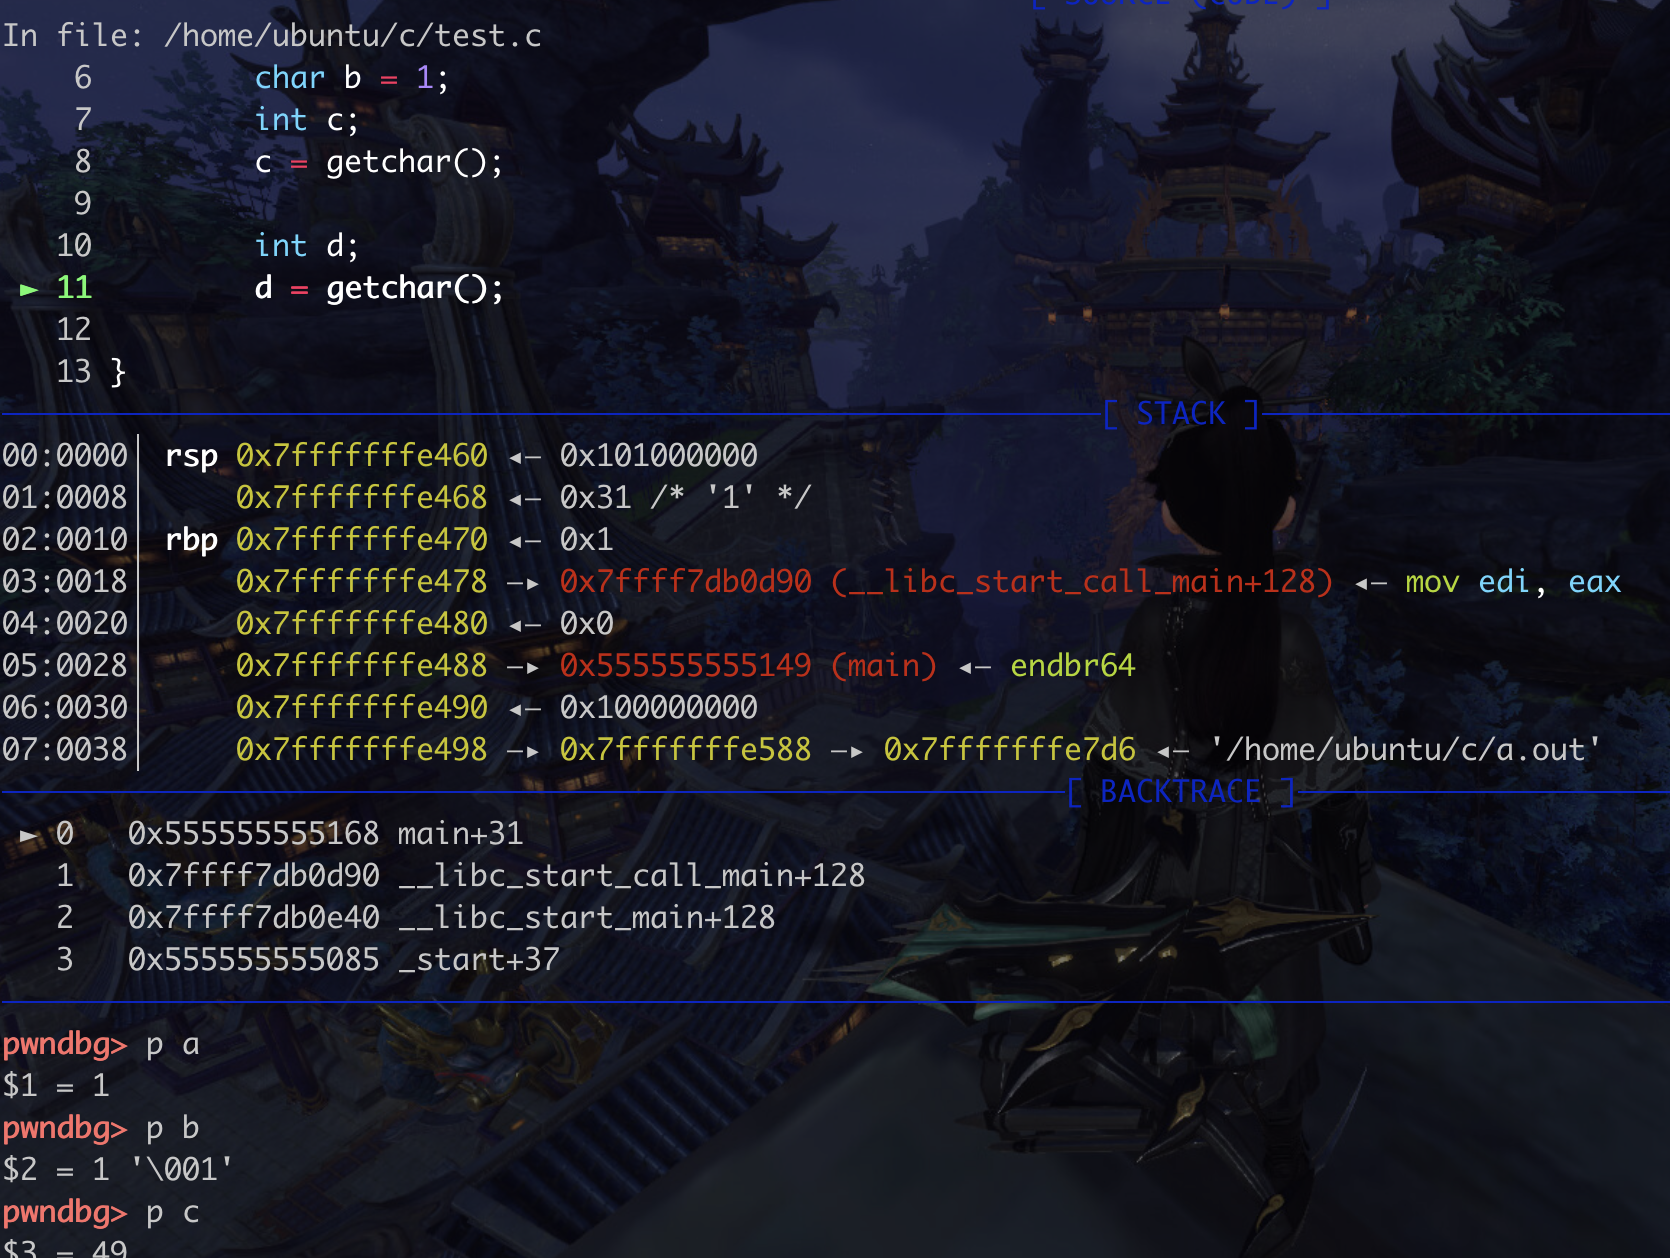 [ SOURCE (CODE) ]
In file: /home/ubuntu/c/test.c
6 char b = 1;
7 int c;
8 c = getchar();
9
10 int d;
► 11 d = getchar();
12
13 }
[ STACK ]
00:0000│ rsp 0x7fffffffe460 ◂— 0x101000000
01:0008│ 0x7fffffffe468 ◂— 0x31 /* '1' */
02:0010│ rbp 0x7fffffffe470 ◂— 0x1
03:0018│ 0x7fffffffe478 —▸ 0x7ffff7db0d90 (__libc_start_call_main+128) ◂— mov edi, eax
04:0020│ 0x7fffffffe480 ◂— 0x0
05:0028│ 0x7fffffffe488 —▸ 0x555555555149 (main) ◂— endbr64
06:0030│ 0x7fffffffe490 ◂— 0x100000000
07:0038│ 0x7fffffffe498 —▸ 0x7fffffffe588 —▸ 0x7fffffffe7d6 ◂— '/home/ubuntu/c/a.out'
[ BACKTRACE ]
► 0 0x555555555168 main+31
1 0x7ffff7db0d90 __libc_start_call_main+128
2 0x7ffff7db0e40 __libc_start_main+128
3 0x555555555085 _start+37
pwndbg> p a
$1 = 1
pwndbg> p b
$2 = 1 '\001'
pwndbg> p c
$3 = 49